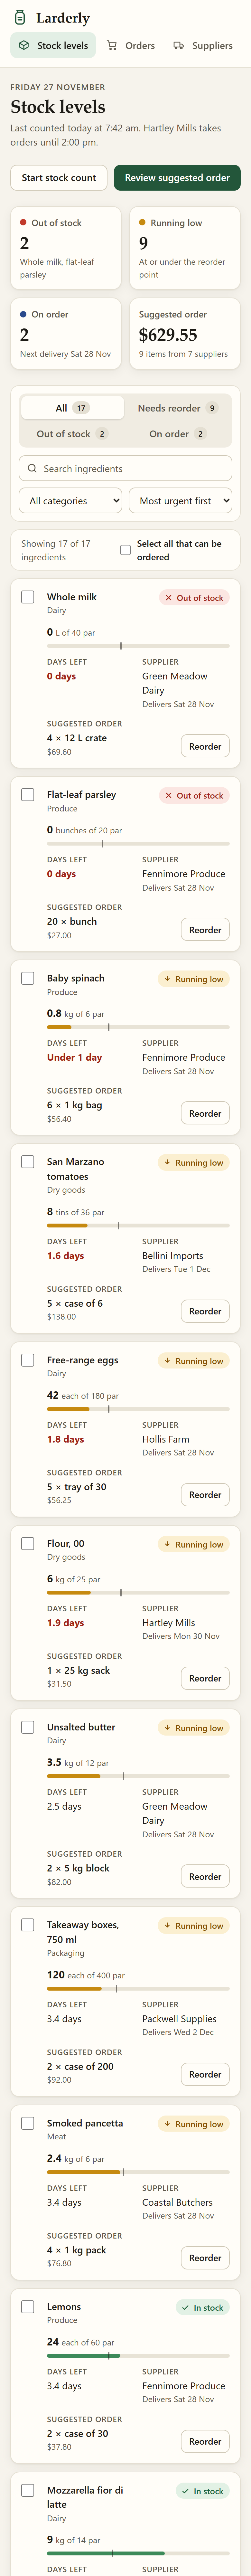 Larderly
Stock levels
Orders
Suppliers
FRIDAY 27 NOVEMBER
Stock levels
Last counted today at 7:42 am. Hartley Mills takes
orders until 2:00 pm.
Start stock count
Review suggested order
Out of stock
2
Whole milk, flat-leaf
parsley
Running low
9
At or under the reorder
point
On order
2
Next delivery Sat 28 Nov
Suggested order
$629.55
9 items from 7 suppliers
All 17
Needs reorder 9
Out of stock 2
On order 2
Search ingredients
All categories
Most urgent first
Showing 17 of 17
ingredients
Select all that can be
ordered
Whole milk
Out of stock
Dairy
0 L of 40 par
DAYS LEFT
0 days
SUPPLIER
Green Meadow
Dairy
Delivers Sat 28 Nov
SUGGESTED ORDER
4 × 12 L crate
$69.60
Reorder
Flat-leaf parsley
Out of stock
Produce
0 bunches of 20 par
DAYS LEFT
0 days
SUPPLIER
Fennimore Produce
Delivers Sat 28 Nov
SUGGESTED ORDER
20 × bunch
$27.00
Reorder
Baby spinach
Running low
Produce
0.8 kg of 6 par
DAYS LEFT
Under 1 day
SUPPLIER
Fennimore Produce
Delivers Sat 28 Nov
SUGGESTED ORDER
6 × 1 kg bag
$56.40
Reorder
San Marzano
tomatoes
Running low
Dry goods
8 tins of 36 par
DAYS LEFT
1.6 days
SUPPLIER
Bellini Imports
Delivers Tue 1 Dec
SUGGESTED ORDER
5 × case of 6
$138.00
Reorder
Free-range eggs
Running low
Dairy
42 each of 180 par
DAYS LEFT
1.8 days
SUPPLIER
Hollis Farm
Delivers Sat 28 Nov
SUGGESTED ORDER
5 × tray of 30
$56.25
Reorder
Flour, 00
Running low
Dry goods
6 kg of 25 par
DAYS LEFT
1.9 days
SUPPLIER
Hartley Mills
Delivers Mon 30 Nov
SUGGESTED ORDER
1 × 25 kg sack
$31.50
Reorder
Unsalted butter
Running low
Dairy
3.5 kg of 12 par
DAYS LEFT
2.5 days
SUPPLIER
Green Meadow
Dairy
Delivers Sat 28 Nov
SUGGESTED ORDER
2 × 5 kg block
$82.00
Reorder
Takeaway boxes,
750 ml
Running low
Packaging
120 each of 400 par
DAYS LEFT
3.4 days
SUPPLIER
Packwell Supplies
Delivers Wed 2 Dec
SUGGESTED ORDER
2 × case of 200
$92.00
Reorder
Smoked pancetta
Running low
Meat
2.4 kg of 6 par
DAYS LEFT
3.4 days
SUPPLIER
Coastal Butchers
Delivers Sat 28 Nov
SUGGESTED ORDER
4 × 1 kg pack
$76.80
Reorder
Lemons
In stock
Produce
24 each of 60 par
DAYS LEFT
3.4 days
SUPPLIER
Fennimore Produce
Delivers Sat 28 Nov
SUGGESTED ORDER
2 × case of 30
$37.80
Reorder
Mozzarella fior di
latte
In stock
Dairy
9 kg of 14 par
DAYS LEFT
SUPPLIER